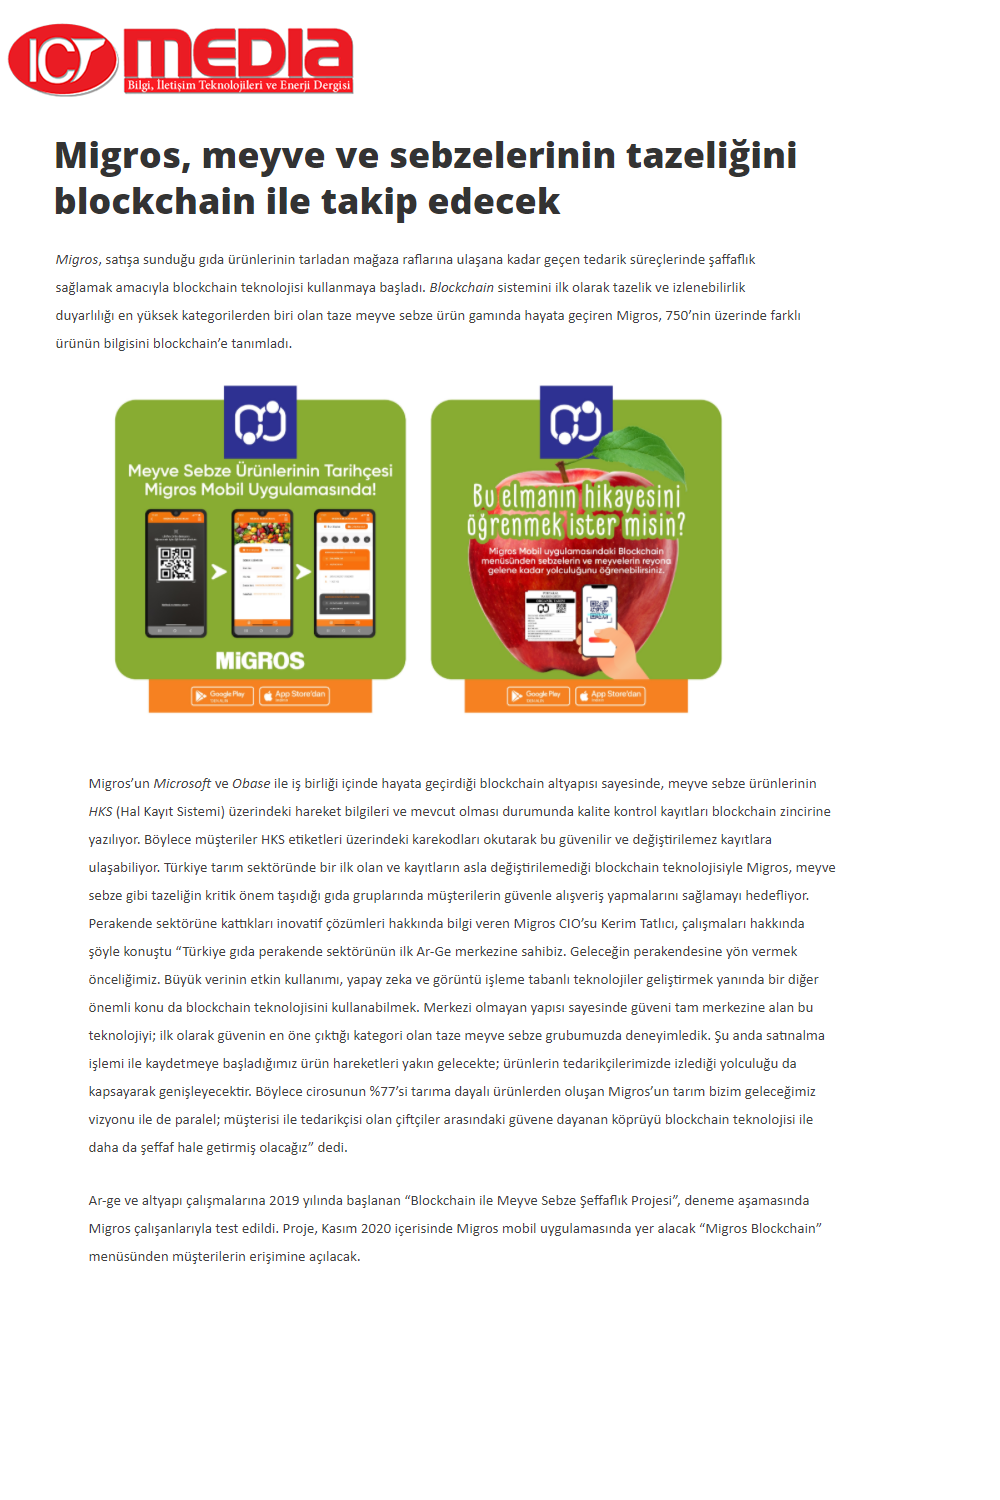 ICT MEDIA
Bilgi, İletişim Teknolojileri ve Enerji Dergisi
Migros, meyve ve sebzelerinin tazeliğini
blockchain ile takip edecek
Migros, satışa sunduğu gıda ürünlerinin tarladan mağaza raflarına ulaşana kadar geçen tedarik süreçlerinde şaffaflık
sağlamak amacıyla blockchain teknolojisi kullanmaya başladı. Blockchain sistemini ilk olarak tazelik ve izlenebilirlik
duyarlılığı en yüksek kategorilerden biri olan taze meyve sebze ürün gamında hayata geçiren Migros, 750’nin üzerinde farklı
ürünün bilgisini blockchain’e tanımladı.
Meyve Sebze Ürünlerinin Tarihçesi
Migros Mobil Uygulamasında!
MiGROS
Google Play
App Store'dan
Bu elmanın hikayesini
öğrenmek ister misin?
Migros Mobil uygulamasındaki Blockchain
menüsünden sebzelerin ve meyvelerin reyona
gelene kadar yolculuğunu öğrenebilirsiniz.
Google Play
App Store'dan
Migros’un Microsoft ve Obase ile iş birliği içinde hayata geçirdiği blockchain altyapısı sayesinde, meyve sebze ürünlerinin
HKS (Hal Kayıt Sistemi) üzerindeki hareket bilgileri ve mevcut olması durumunda kalite kontrol kayıtları blockchain zincirine
yazılıyor. Böylece müşteriler HKS etiketleri üzerindeki karekodları okutarak bu güvenilir ve değiştirilemez kayıtlara
ulaşabiliyor. Türkiye tarım sektöründe bir ilk olan ve kayıtların asla değiştirilemediği blockchain teknolojisiyle Migros, meyve
sebze gibi tazeliğin kritik önem taşıdığı gıda gruplarında müşterilerin güvenle alışveriş yapmalarını sağlamayı hedefliyor.
Perakende sektörüne kattıkları inovatif çözümleri hakkında bilgi veren Migros CIO’su Kerim Tatlıcı, çalışmaları hakkında
şöyle konuştu “Türkiye gıda perakende sektörünün ilk Ar-Ge merkezine sahibiz. Geleceğin perakendesine yön vermek
önceliğimiz. Büyük verinin etkin kullanımı, yapay zeka ve görüntü işleme tabanlı teknolojiler geliştirmek yanında bir diğer
önemli konu da blockchain teknolojisini kullanabilmek. Merkezi olmayan yapısı sayesinde güveni tam merkezine alan bu
teknolojiyi; ilk olarak güvenin en öne çıktığı kategori olan taze meyve sebze grubumuzda deneyimledik. Şu anda satınalma
işlemi ile kaydetmeye başladığımız ürün hareketleri yakın gelecekte; ürünlerin tedarikçilerimizde izlediği yolculuğu da
kapsayarak genişleyecektir. Böylece cirosunun %77’si tarıma dayalı ürünlerden oluşan Migros’un tarım bizim geleceğimiz
vizyonu ile de paralel; müşterisi ile tedarikçisi olan çiftçiler arasındaki güvene dayanan köprüyü blockchain teknolojisi ile
daha da şeffaf hale getirmiş olacağız” dedi.
Ar-ge ve altyapı çalışmalarına 2019 yılında başlanan “Blockchain ile Meyve Sebze Şeffaflık Projesi”, deneme aşamasında
Migros çalışanlarıyla test edildi. Proje, Kasım 2020 içerisinde Migros mobil uygulamasında yer alacak “Migros Blockchain”
menüsünden müşterilerin erişimine açılacak.